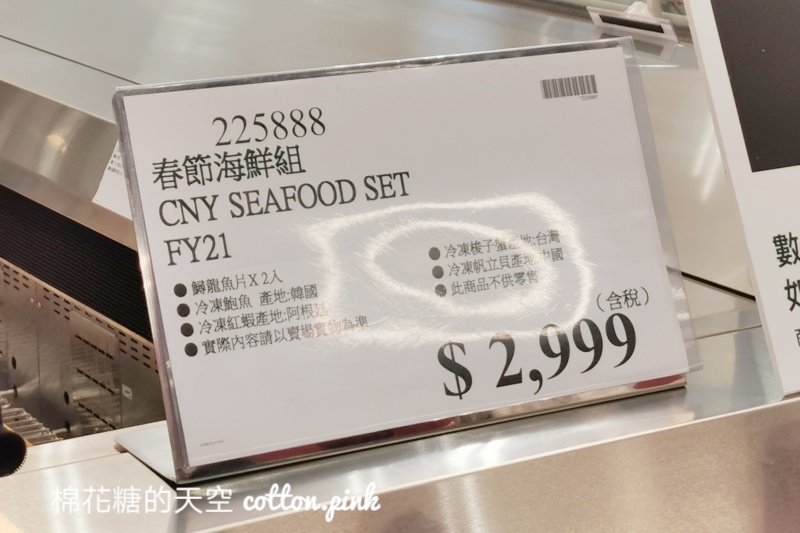 225888
春節海鮮組
CNY SEAFOOD SET
FY21
●鱘龍魚片X 2入
●冷凍鮑魚 產地:韓國
●冷凍紅蝦產地:阿根廷
●實際內容請以賣場實物為準
●冷凍梭子蟹產地:台灣
●冷凍帆立貝產地:中國
●此商品不供零售
(含稅)
$ 2,999
數
棉花糖的天空 cotton.pink